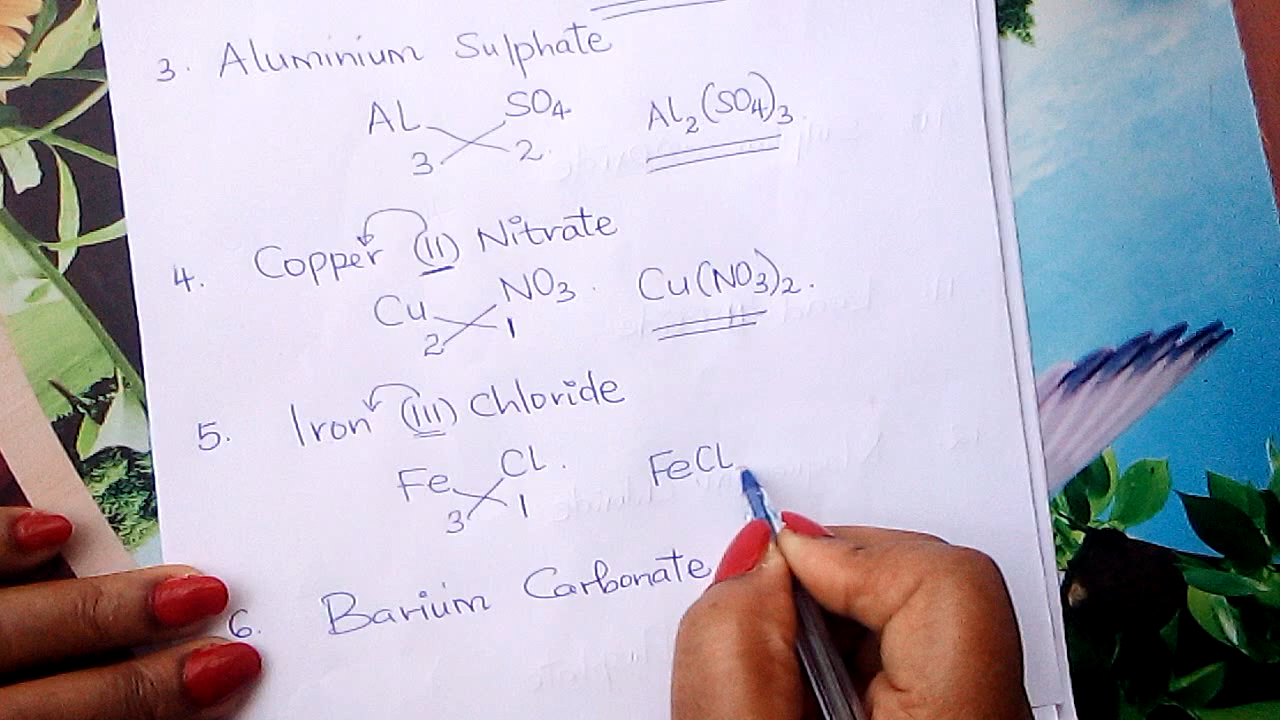 3. Aluminium Sulphate
AL SO4 Al2(SO4)3
3 2.
4. Copper (II) Nitrate
Cu NO3. Cu(NO3)2.
2 1
5. Iron (III) Chloride
Fe Cl. FeCl
3 1
6. Barium Carbonate